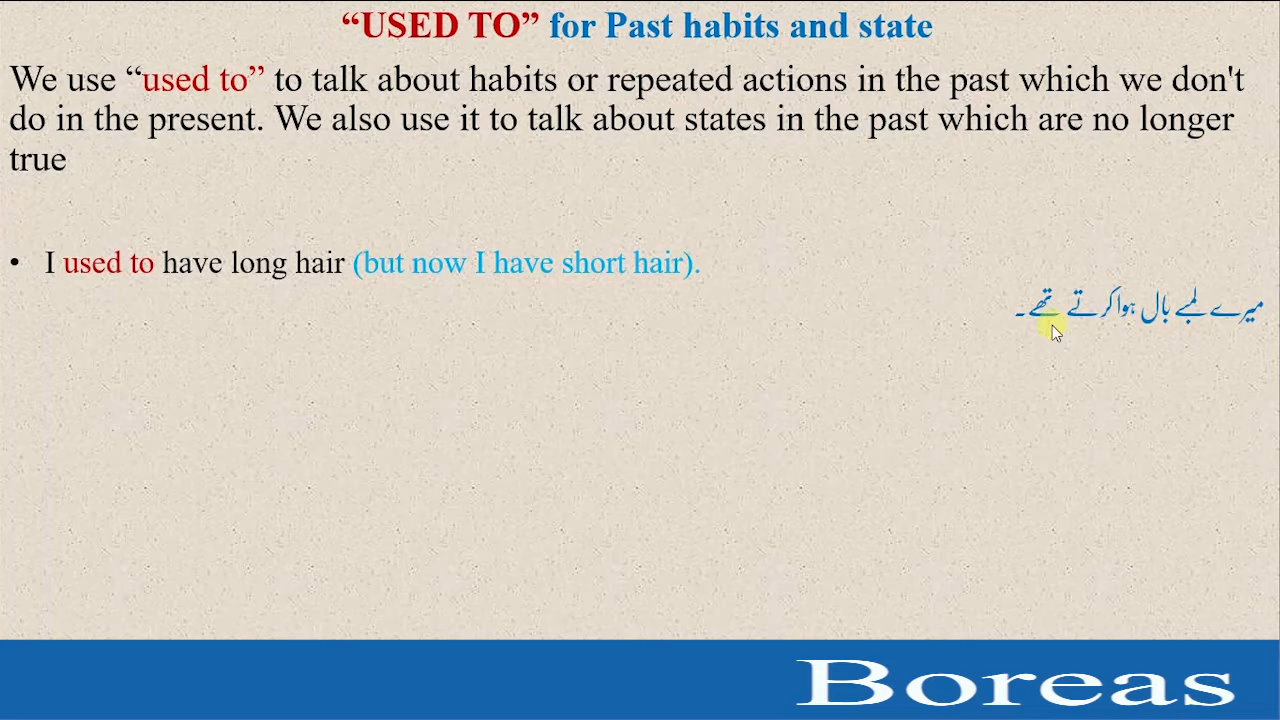 “USED TO” for Past habits and state
We use “used to” to talk about habits or repeated actions in the past which we don't
do in the present. We also use it to talk about states in the past which are no longer
true
• I used to have long hair (but now I have short hair).
میرے لمبے بال ہوا کرتے تھے۔
Boreas